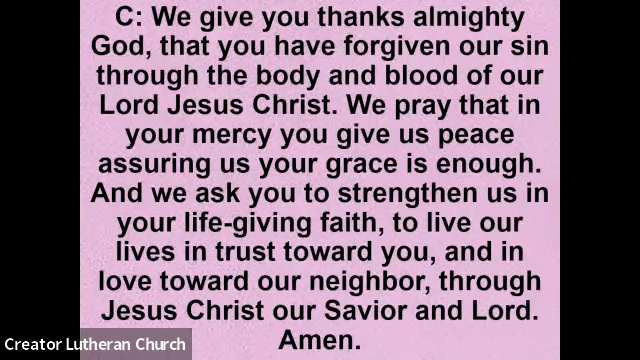 C: We give you thanks almighty
God, that you have forgiven our sin
through the body and blood of our
Lord Jesus Christ. We pray that in
your mercy you give us peace
assuring us your grace is enough.
And we ask you to strengthen us in
your life-giving faith, to live our
lives in trust toward you, and in
love toward our neighbor, through
Jesus Christ our Savior and Lord.
Amen.
Creator Lutheran Church